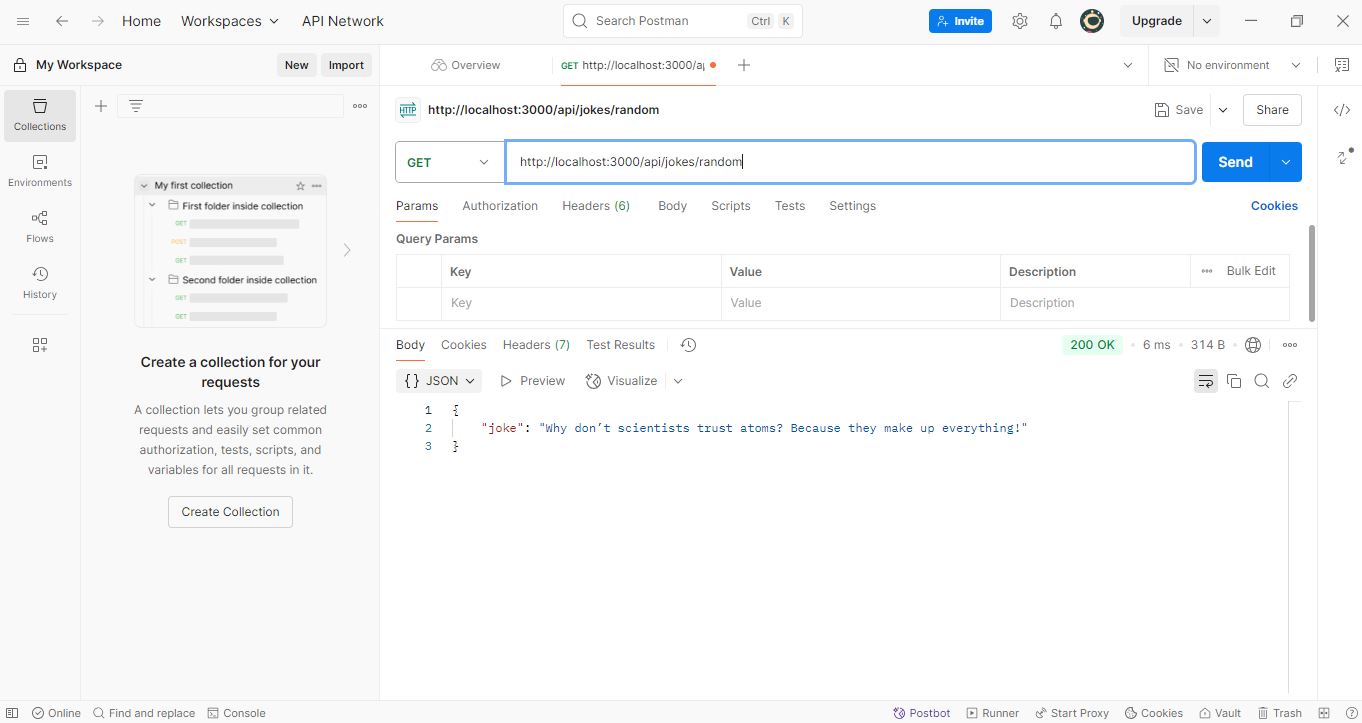 Home Workspaces API Network Search Postman Ctrl K Invite Upgrade
My Workspace New Import Overview GET http://localhost:3000/ap No environment
Collections
Environments
Flows
History
My first collection
First folder inside collection
GET
POST
GET
Second folder inside collection
GET
GET
Create a collection for your
requests
A collection lets you group related
requests and easily set common
authorization, tests, scripts, and
variables for all requests in it.
Create Collection
HTTP http://localhost:3000/api/jokes/random Save Share
GET http://localhost:3000/api/jokes/random Send
Params Authorization Headers (6) Body Scripts Tests Settings Cookies
Query Params
Key Value Description Bulk Edit
Key Value Description
Body Cookies Headers (7) Test Results 200 OK 6 ms 314 B
{} JSON Preview Visualize
1 {
2 "joke": "Why don’t scientists trust atoms? Because they make up everything!"
3 }
Online Find and replace Console Postbot Runner Start Proxy Cookies Vault Trash